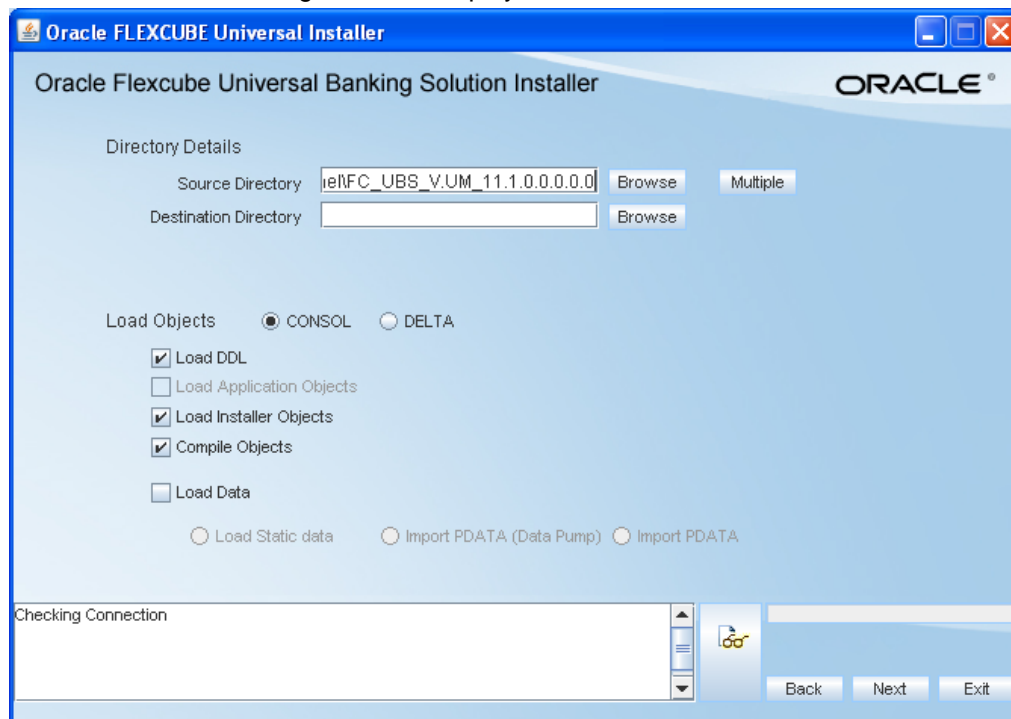 Oracle FLEXCUBE Universal Installer
Oracle Flexcube Universal Banking Solution Installer
ORACLE®
Directory Details
Source Directory ıel\FC_UBS_V.UM_11.1.0.0.0.0.0 Browse Multiple
Destination Directory Browse
Load Objects CONSOL DELTA
Load DDL
Load Application Objects
Load Installer Objects
Compile Objects
Load Data
Load Static data Import PDATA (Data Pump) Import PDATA
Checking Connection
Back Next Exit